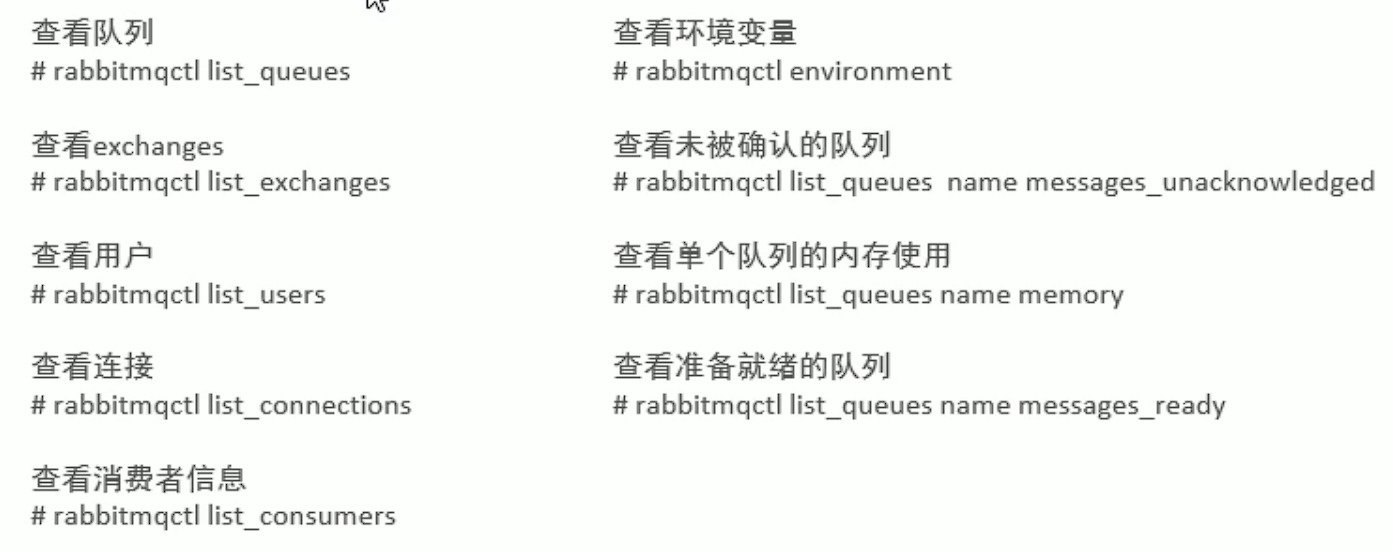 查看队列
# rabbitmqctl list_queues
查看exchanges
# rabbitmqctl list_exchanges
查看用户
# rabbitmqctl list_users
查看连接
# rabbitmqctl list_connections
查看消费者信息
# rabbitmqctl list_consumers
查看环境变量
# rabbitmqctl environment
查看未被确认的队列
# rabbitmqctl list_queues  name messages_unacknowledged
查看单个队列的内存使用
# rabbitmqctl list_queues name memory
查看准备就绪的队列
# rabbitmqctl list_queues name messages_ready